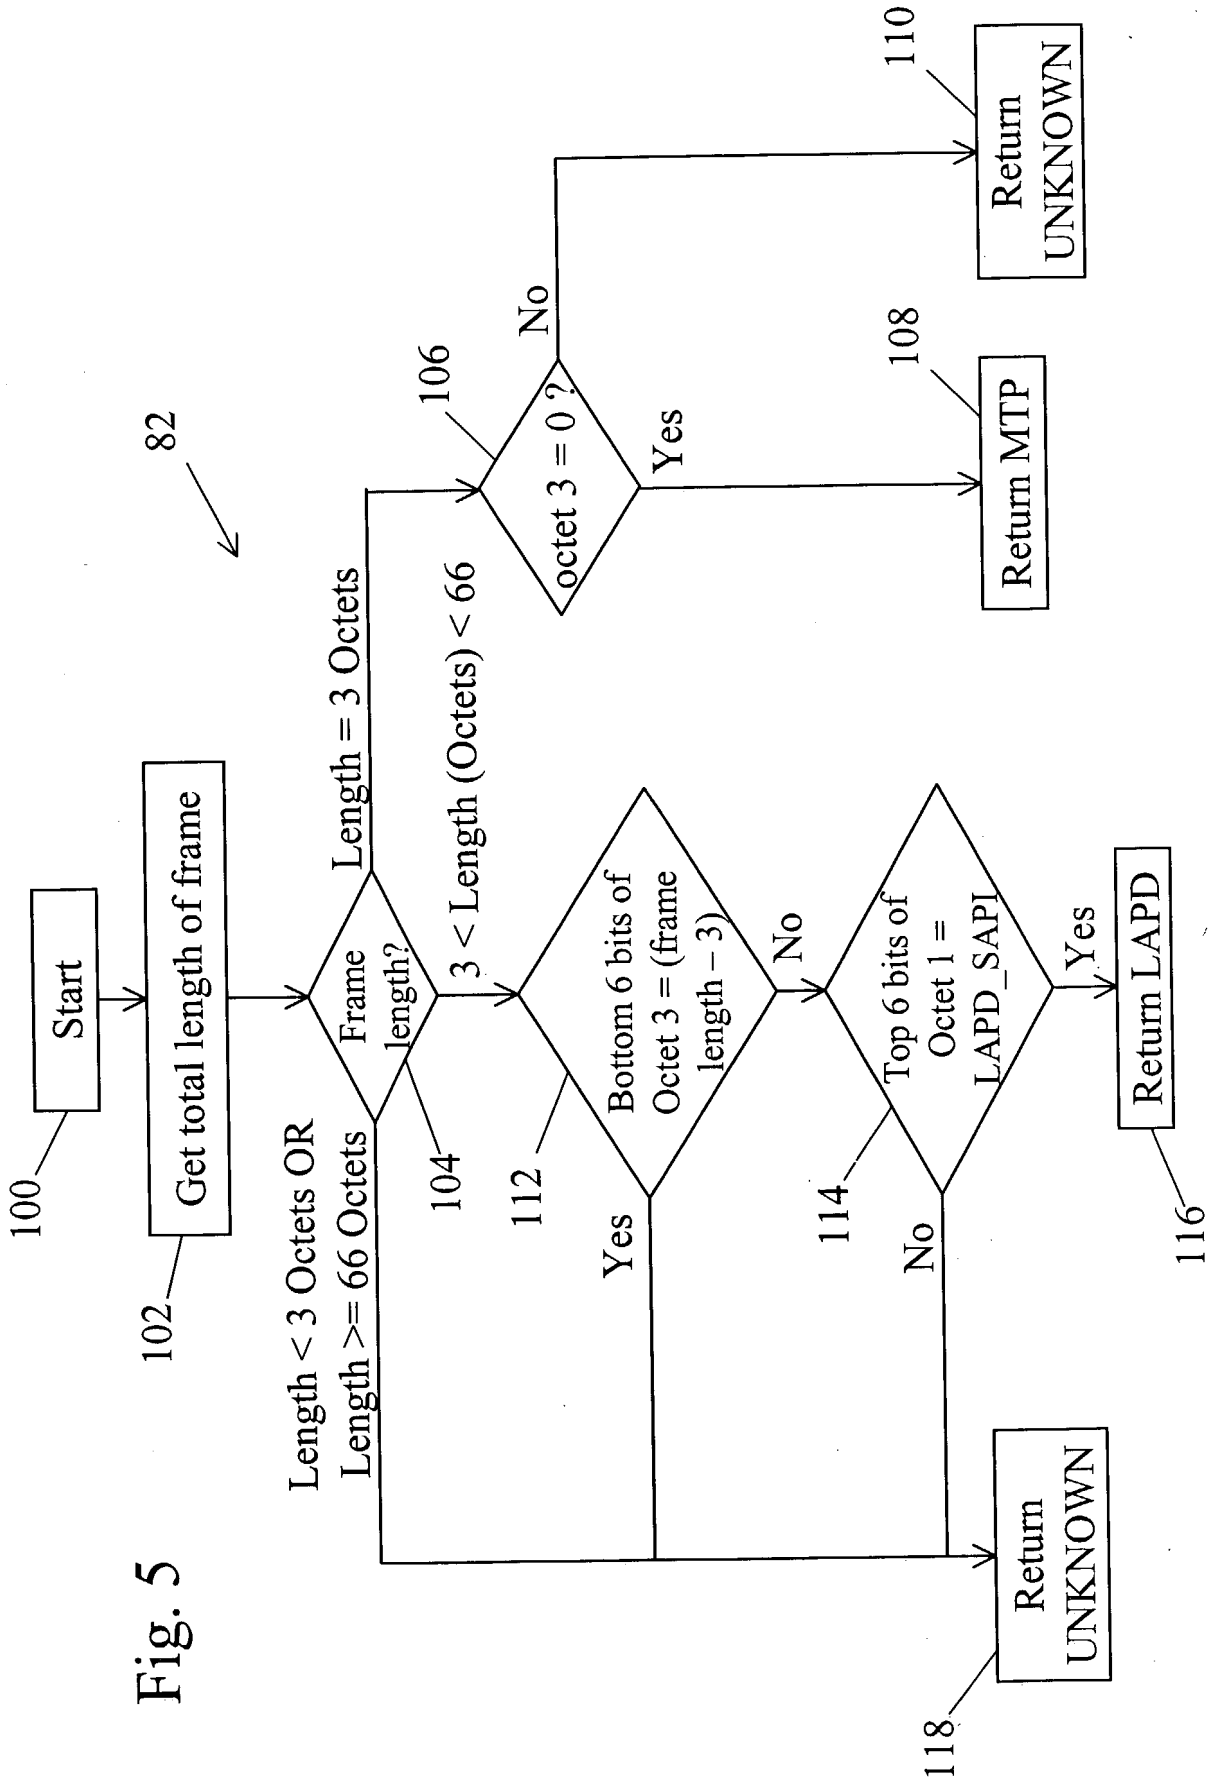 Fig. 5
82
100
Start
102
Get total length of frame
Length < 3 Octets OR
Length >= 66 Octets
Frame
length?
Length = 3 Octets
104
3 < Length (Octets) < 66
106
octet 3 = 0 ?
No
Yes
112
Bottom 6 bits of
Octet 3 = (frame
length – 3)
Yes
No
114
Top 6 bits of
Octet 1 =
LAPD_SAPI
No
Yes
118
Return
UNKNOWN
116
Return LAPD
108
Return MTP
110
Return
UNKNOWN